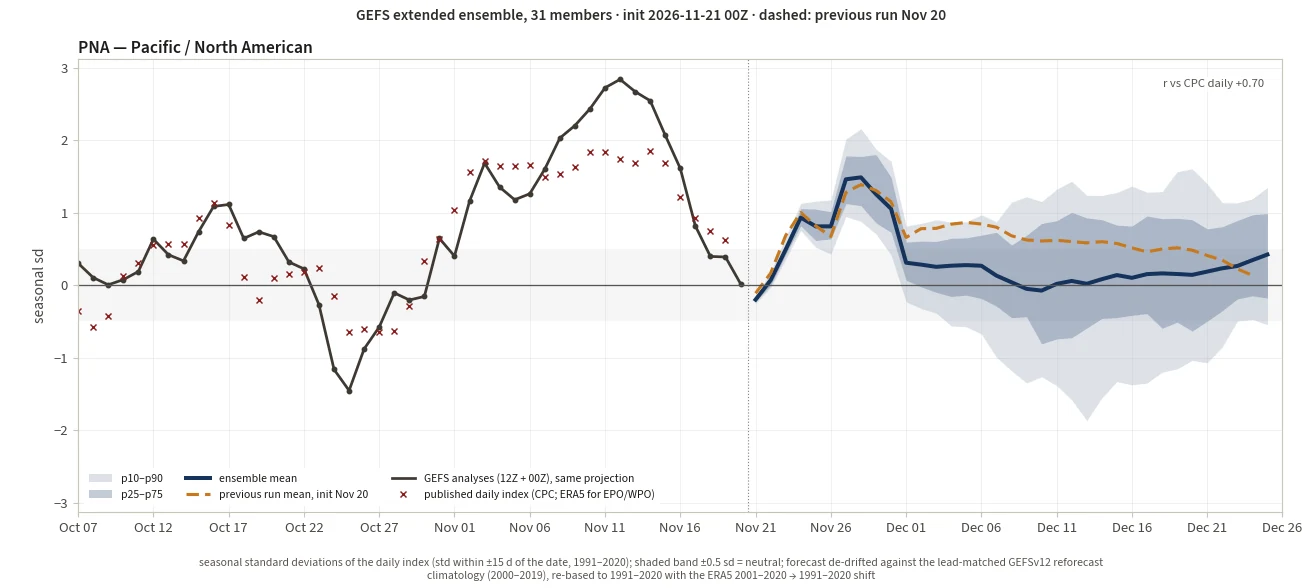 GEFS extended ensemble, 31 members · init 2026-11-21 00Z · dashed: previous run Nov 20
PNA — Pacific / North American
r vs CPC daily +0.70
3
2
1
0
−1
−2
−3
seasonal sd
p10–p90
p25–p75
ensemble mean
previous run mean, init Nov 20
GEFS analyses (12Z + 00Z), same projection
published daily index (CPC; ERA5 for EPO/WPO)
Oct 07 Oct 12 Oct 17 Oct 22 Oct 27 Nov 01 Nov 06 Nov 11 Nov 16 Nov 21 Nov 26 Dec 01 Dec 06 Dec 11 Dec 16 Dec 21 Dec 26
seasonal standard deviations of the daily index (std within ±15 d of the date, 1991–2020); shaded band ±0.5 sd = neutral; forecast de-drifted against the lead-matched GEFSv12 reforecast
climatology (2000–2019), re-based to 1991–2020 with the ERA5 2001–2020 → 1991–2020 shift